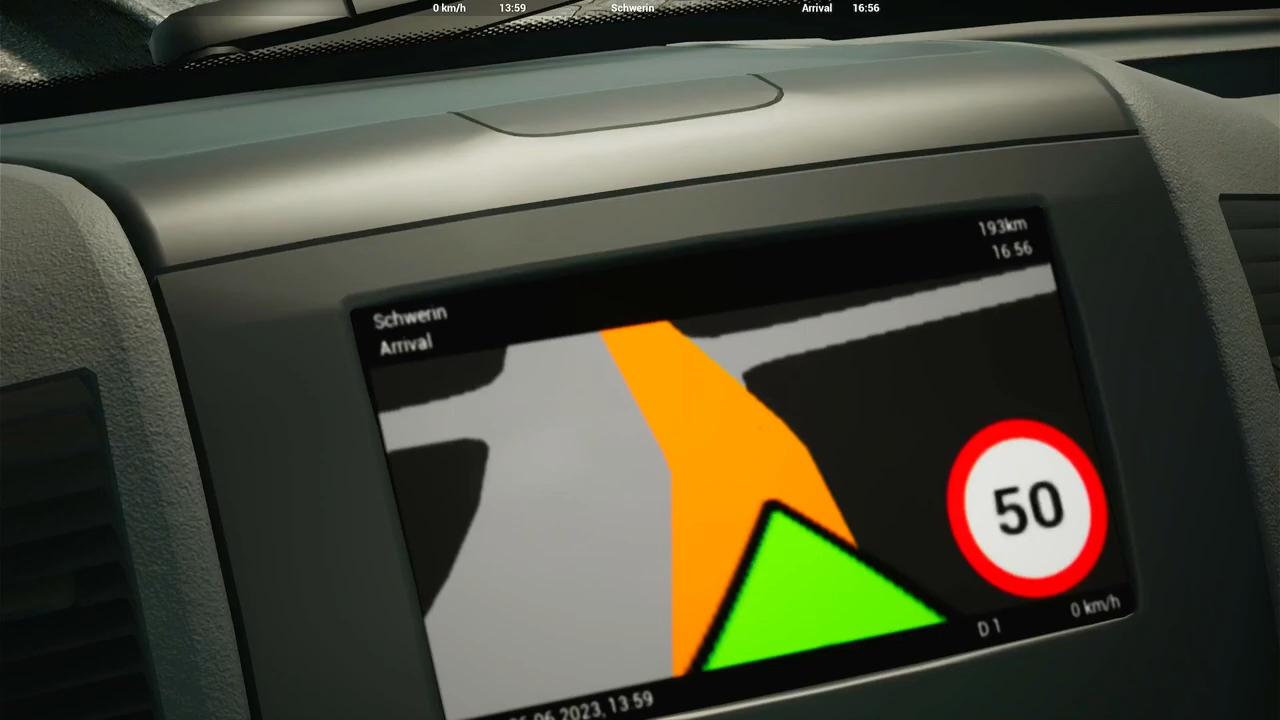 0 km/h 13:59 Schwerin Arrival 16:56
193km
16:56
Schwerin
Arrival
50
0 km/h
D 1
06.2023, 13:59